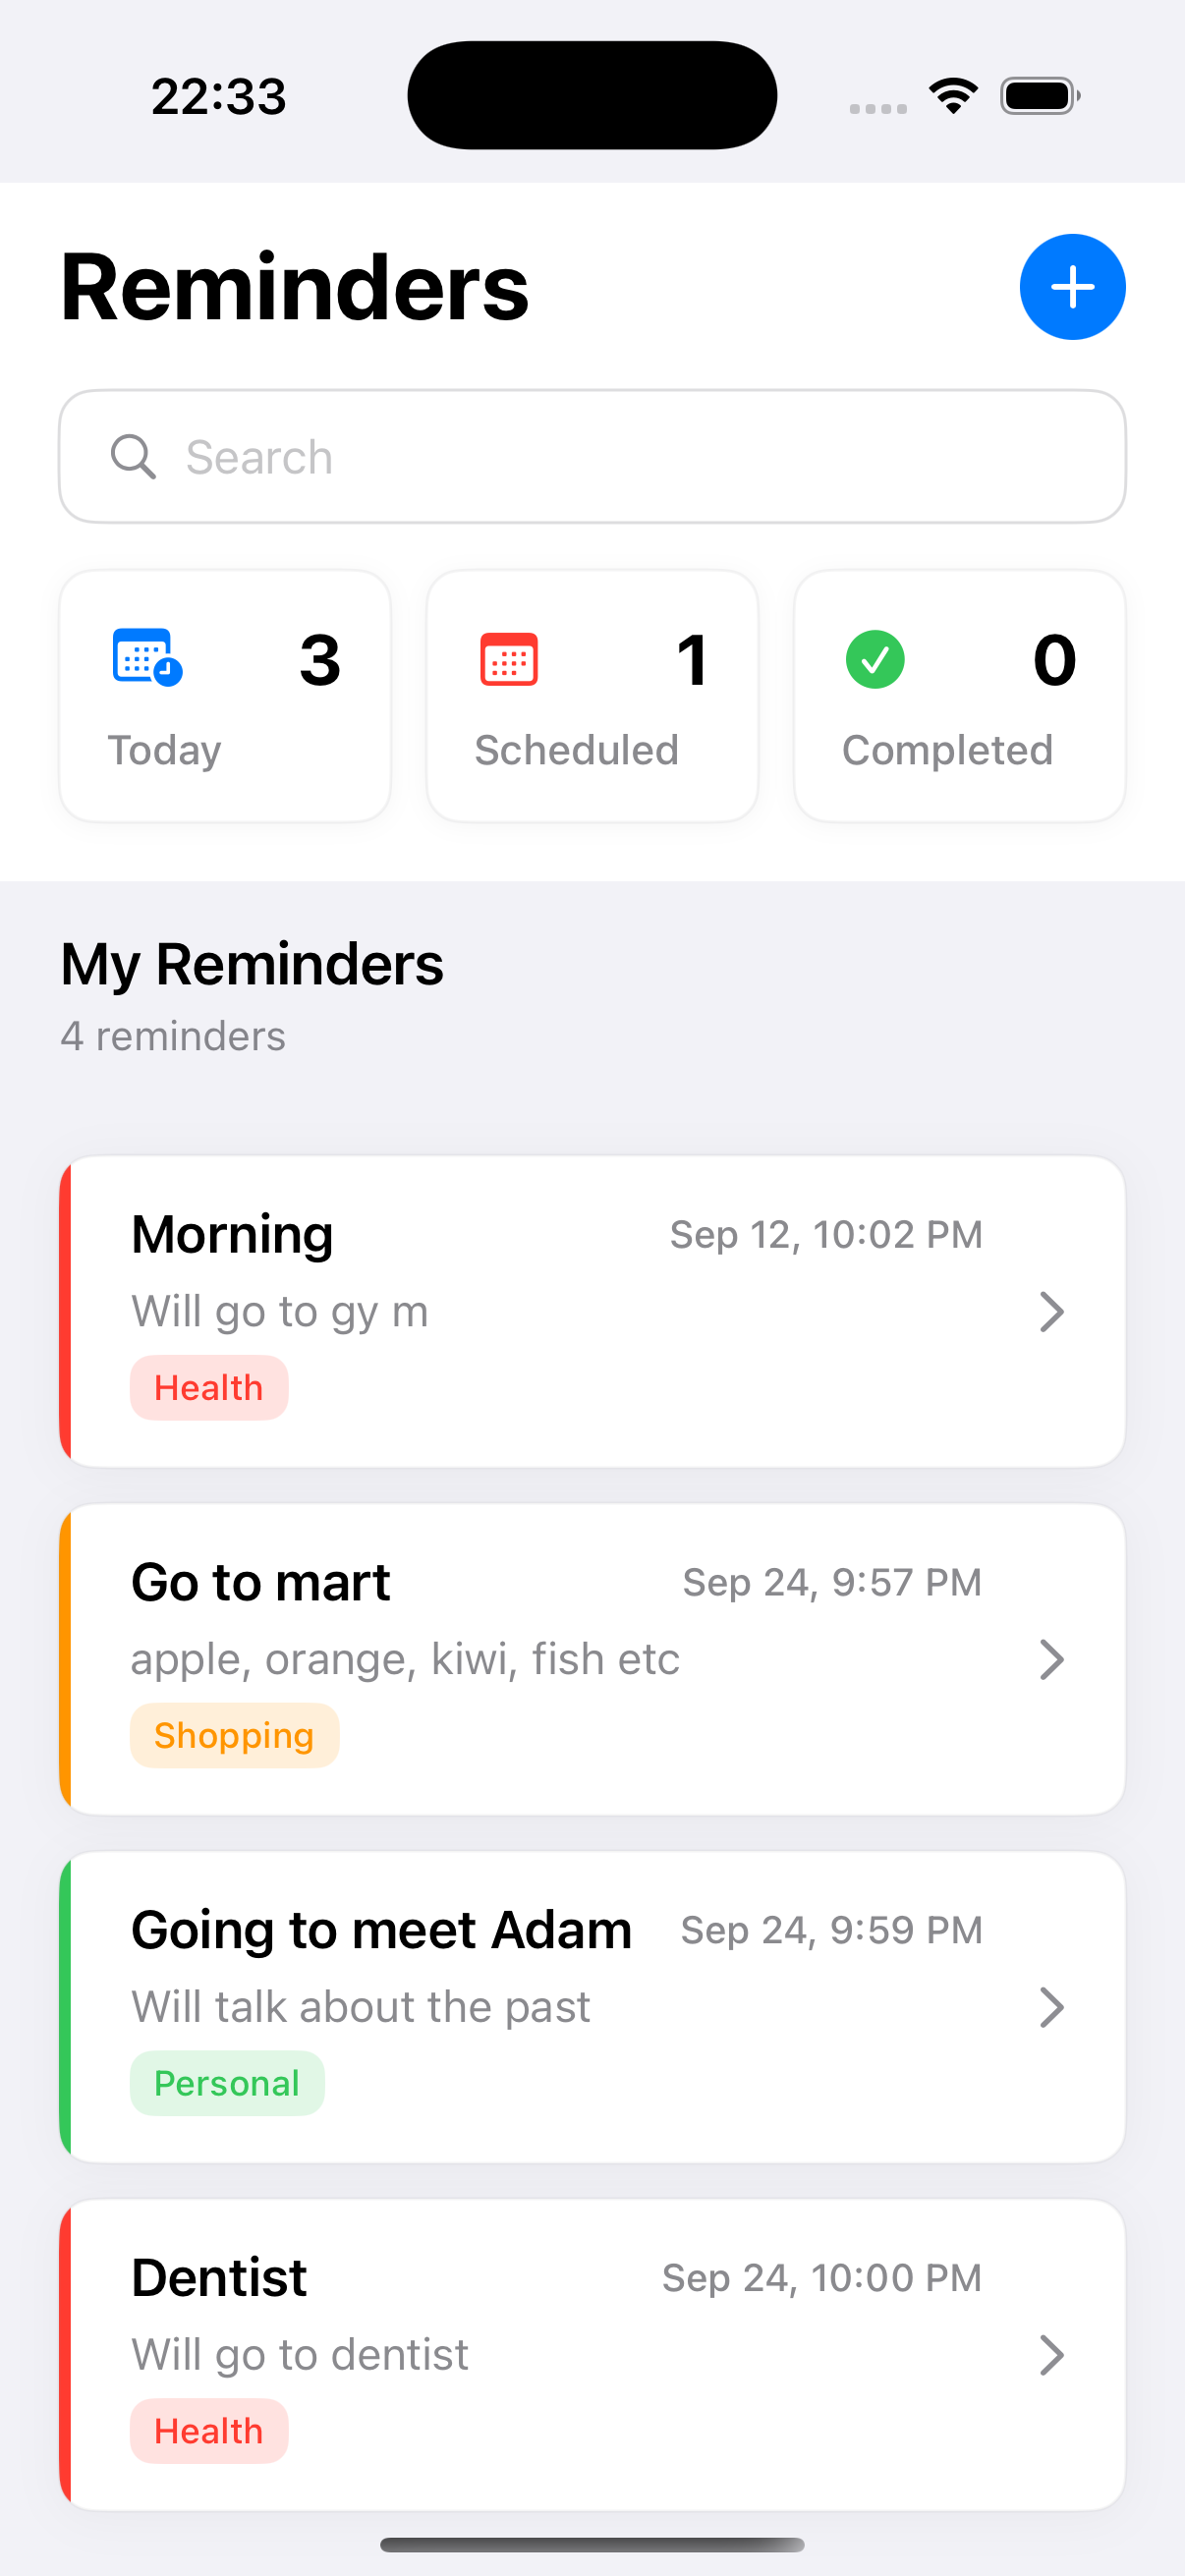 22:33
Reminders
Search
3
1
0
Today
Scheduled
Completed
My Reminders
4 reminders
Morning
Sep 12, 10:02 PM
Will go to gy m
Health
Go to mart
Sep 24, 9:57 PM
apple, orange, kiwi, fish etc
Shopping
Going to meet Adam
Sep 24, 9:59 PM
Will talk about the past
Personal
Dentist
Sep 24, 10:00 PM
Will go to dentist
Health